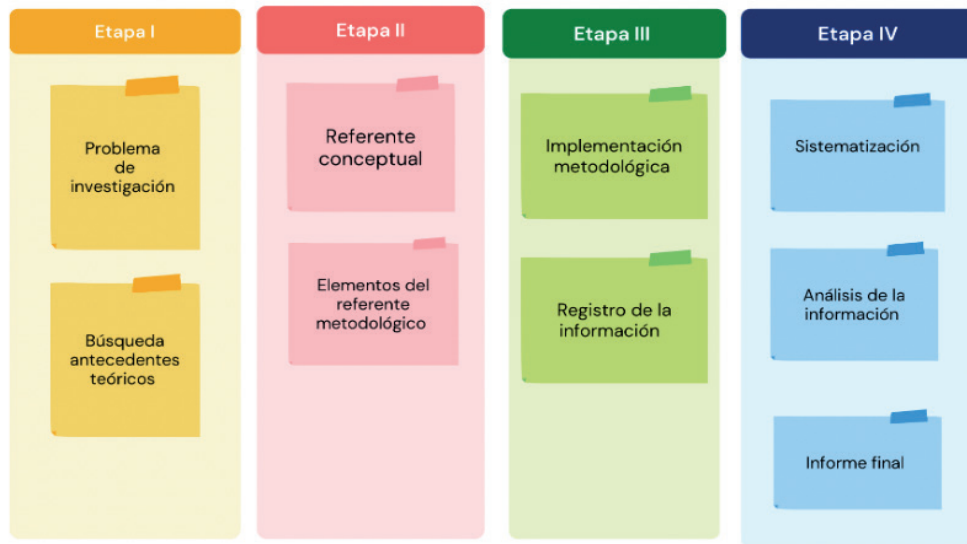 Etapa I
Problema
de
investigación
Búsqueda
antecedentes
teóricos
Etapa II
Referente
conceptual
Elementos del
referente
metodológico
Etapa III
Implementación
metodológica
Registro de la
información
Etapa IV
Sistematización
Análisis de la
información
Informe final